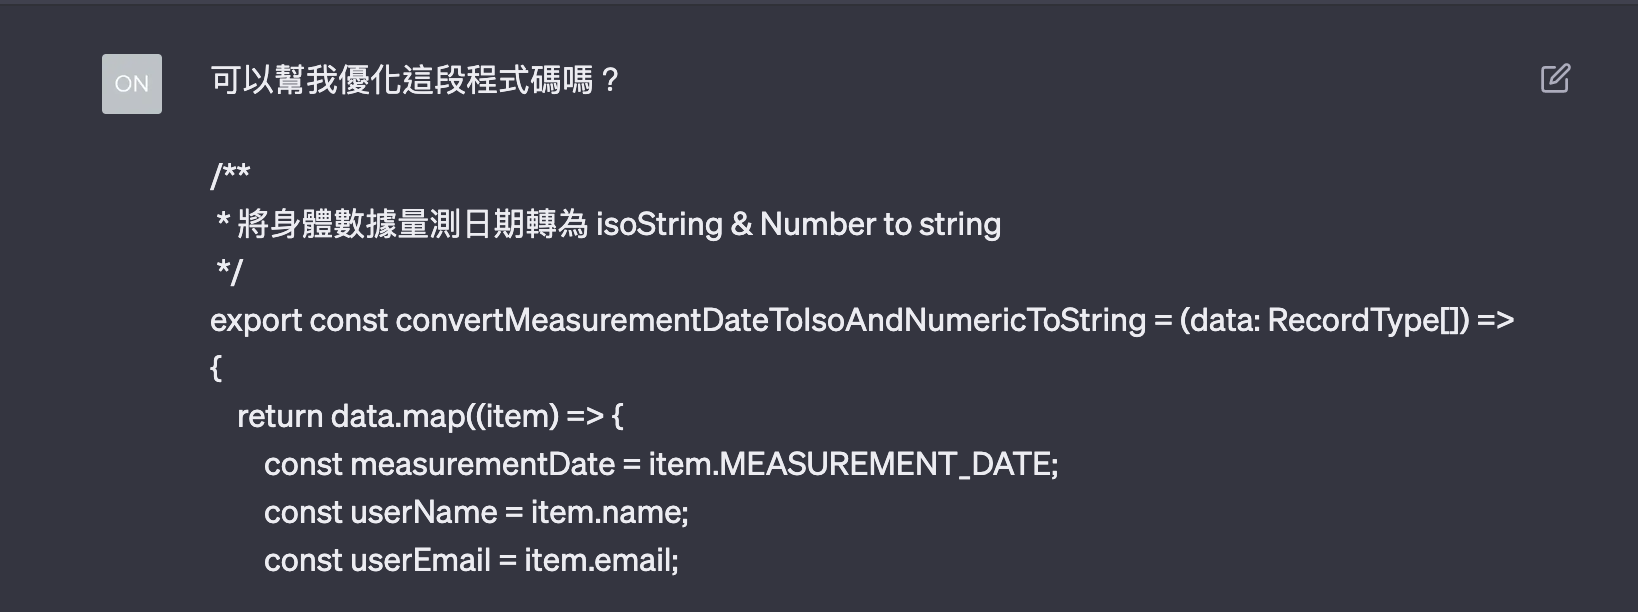 ON
可以幫我優化這段程式碼嗎？
/**
* 將身體數據量測日期轉為 isoString & Number to string
*/
export const convertMeasurementDateToIsoAndNumericToString = (data: RecordType[]) =>
{
return data.map((item) => {
const measurementDate = item.MEASUREMENT_DATE;
const userName = item.name;
const userEmail = item.email;